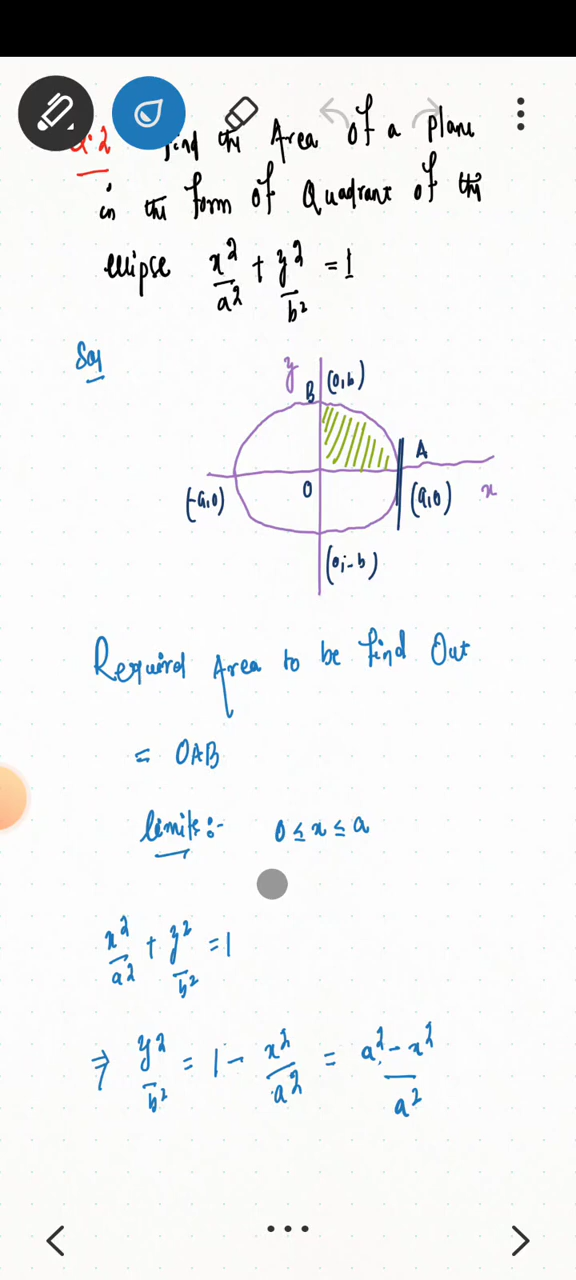 Q.2 Find the Area of a plane
in the form of Quadrant of the
ellipse x²/a² + y²/b² = 1
Sol
y
B (0,b)
A
(-a,0) O (a,0) x
(0,-b)
Required Area to be find Out
= OAB
limits:- 0 ≤ x ≤ a
x²/a² + y²/b² = 1
⇒ y²/b² = 1 - x²/a² = a² - x²/a²